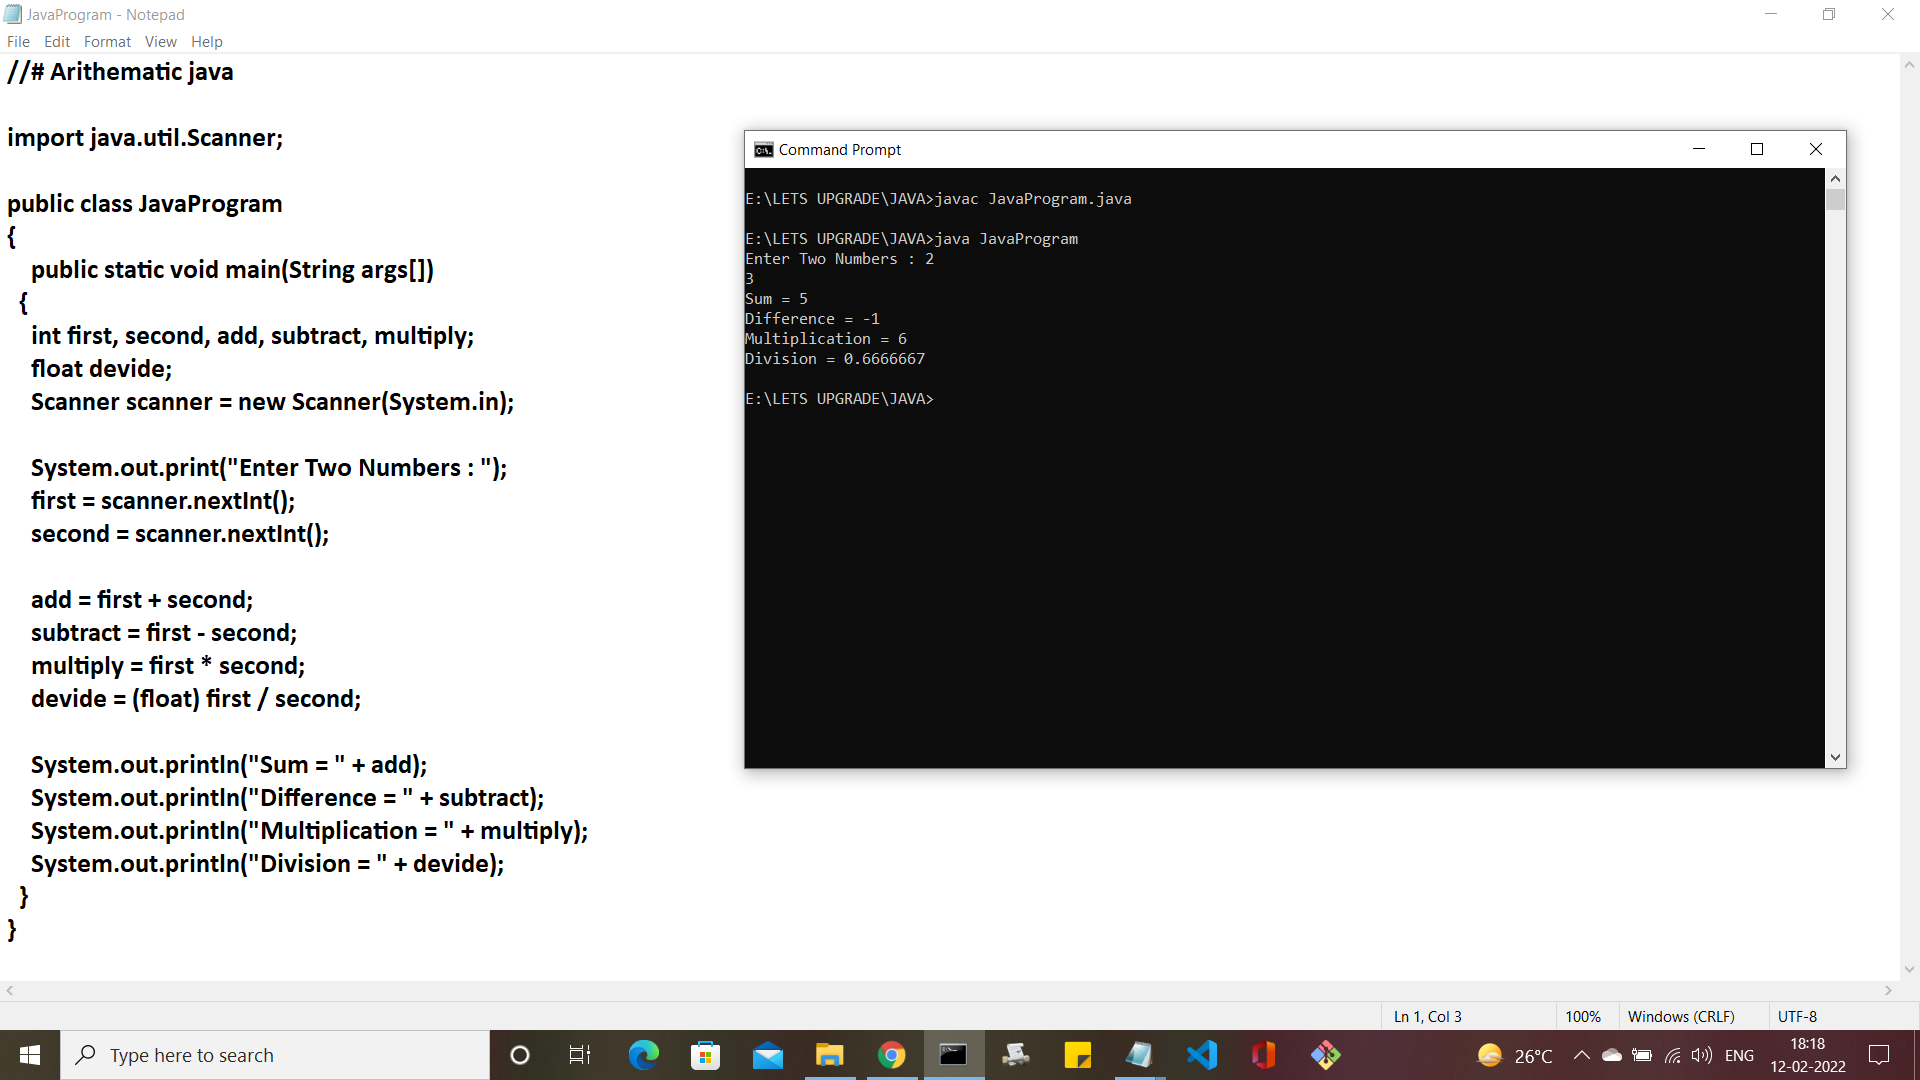 JavaProgram - Notepad
File Edit Format View Help
//# Arithematic java
import java.util.Scanner;
public class JavaProgram
{
public static void main(String args[])
{
int first, second, add, subtract, multiply;
float devide;
Scanner scanner = new Scanner(System.in);
System.out.print("Enter Two Numbers : ");
first = scanner.nextInt();
second = scanner.nextInt();
add = first + second;
subtract = first - second;
multiply = first * second;
devide = (float) first / second;
System.out.println("Sum = " + add);
System.out.println("Difference = " + subtract);
System.out.println("Multiplication = " + multiply);
System.out.println("Division = " + devide);
}
}
Command Prompt
E:\LETS UPGRADE\JAVA>javac JavaProgram.java
E:\LETS UPGRADE\JAVA>java JavaProgram
Enter Two Numbers : 2
3
Sum = 5
Difference = -1
Multiplication = 6
Division = 0.6666667
E:\LETS UPGRADE\JAVA>
Ln 1, Col 3 100% Windows (CRLF) UTF-8
Type here to search
26°C ENG
18:18
12-02-2022